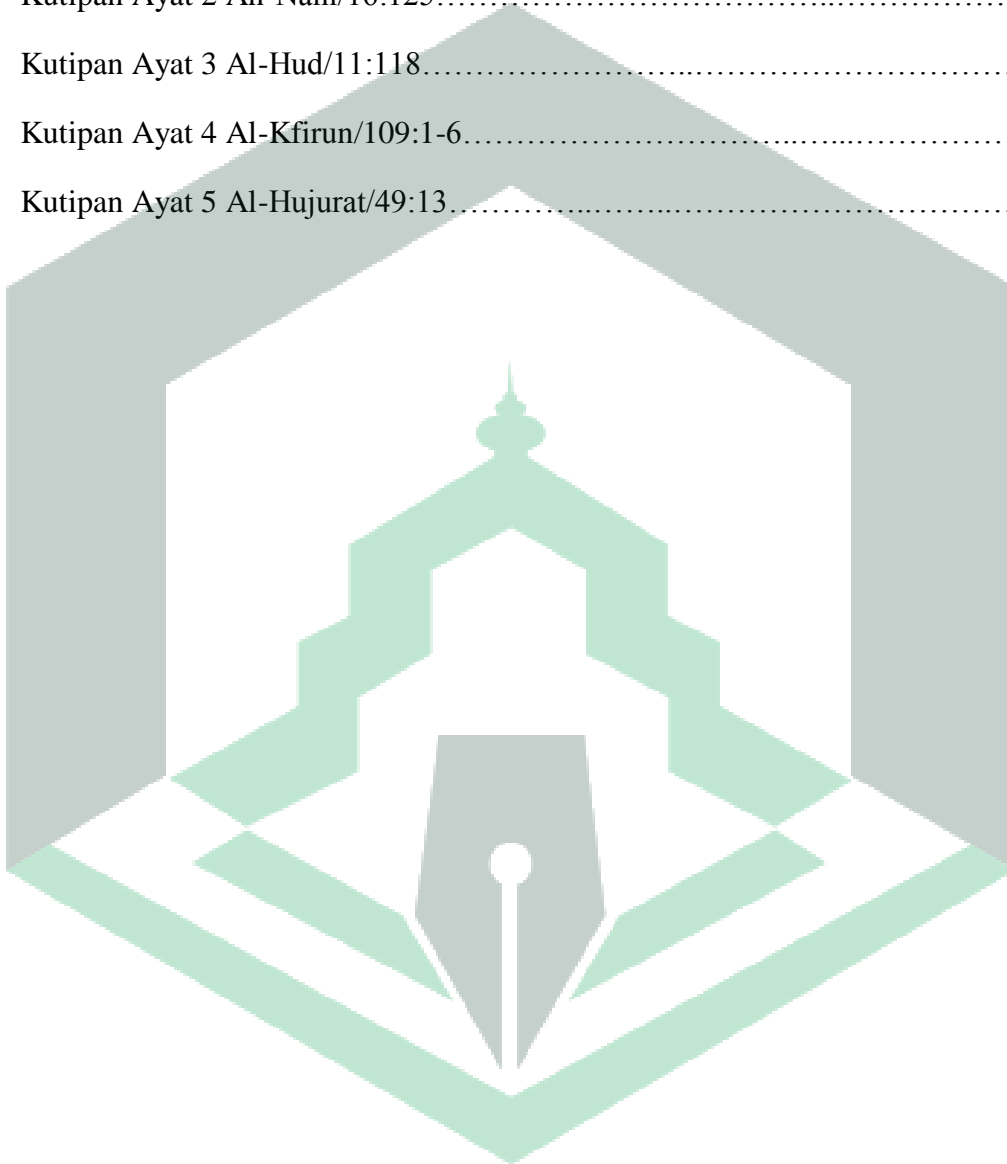 Kutipan Ayat 2 An-Nahl/16:125…………………………………..……………
Kutipan Ayat 3 Al-Hud/11:118……………………..……………………………
Kutipan Ayat 4 Al-Kfirun/109:1-6…………………………..…..……………
Kutipan Ayat 5 Al-Hujurat/49:13…………..……..……………………………